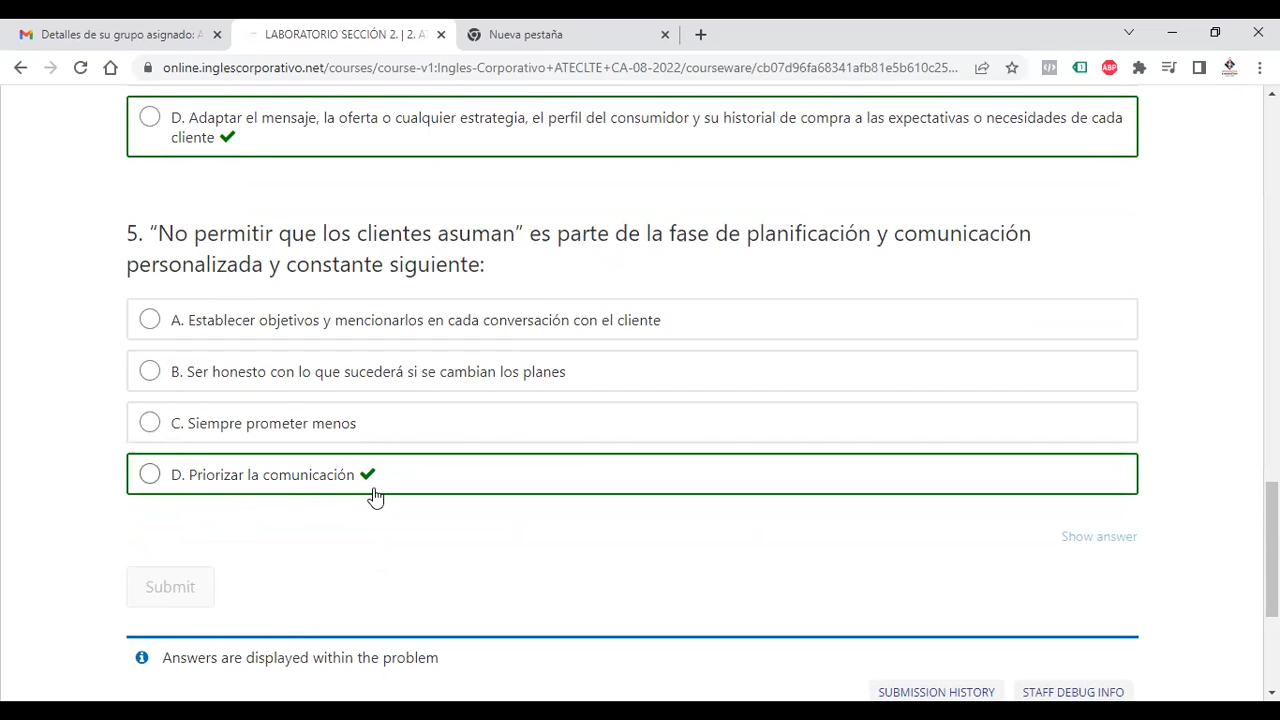 Detalles de su grupo asignado: A
LABORATORIO SECCIÓN 2. | 2. AT
Nueva pestaña
online.inglescorporativo.net/courses/course-v1:Ingles-Corporativo+ATECLTE+CA-08-2022/courseware/cb07d96fa68341afb81e5b610c25...
ABP
D. Adaptar el mensaje, la oferta o cualquier estrategia, el perfil del consumidor y su historial de compra a las expectativas o necesidades de cada
cliente
5. “No permitir que los clientes asuman” es parte de la fase de planificación y comunicación
personalizada y constante siguiente:
A. Establecer objetivos y mencionarlos en cada conversación con el cliente
B. Ser honesto con lo que sucederá si se cambian los planes
C. Siempre prometer menos
D. Priorizar la comunicación
Show answer
Submit
Answers are displayed within the problem
SUBMISSION HISTORY
STAFF DEBUG INFO